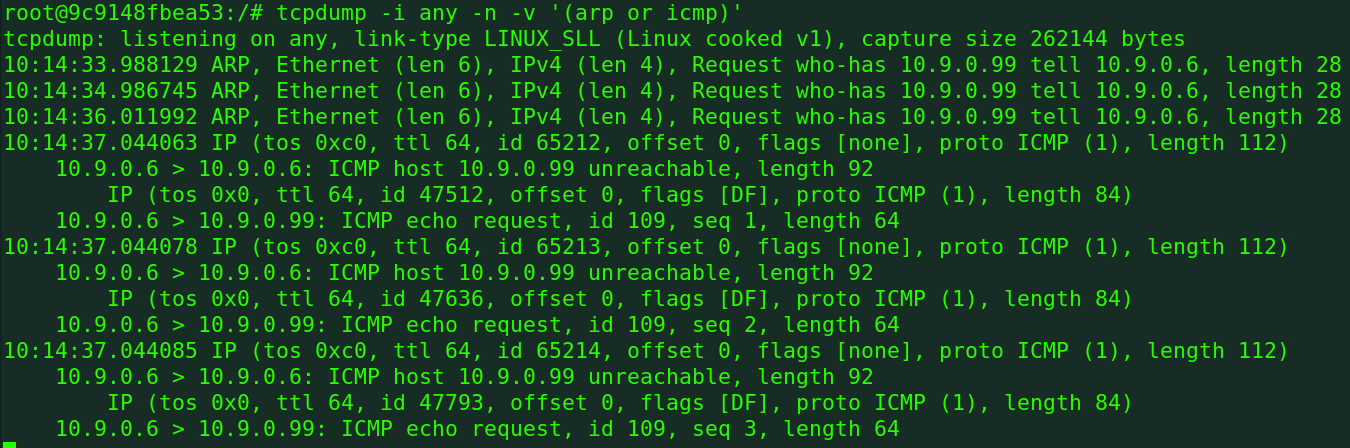 root@9c9148fbea53:/# tcpdump -i any -n -v '(arp or icmp)'
tcpdump: listening on any, link-type LINUX_SLL (Linux cooked v1), capture size 262144 bytes
10:14:33.988129 ARP, Ethernet (len 6), IPv4 (len 4), Request who-has 10.9.0.99 tell 10.9.0.6, length 28
10:14:34.986745 ARP, Ethernet (len 6), IPv4 (len 4), Request who-has 10.9.0.99 tell 10.9.0.6, length 28
10:14:36.011992 ARP, Ethernet (len 6), IPv4 (len 4), Request who-has 10.9.0.99 tell 10.9.0.6, length 28
10:14:37.044063 IP (tos 0xc0, ttl 64, id 65212, offset 0, flags [none], proto ICMP (1), length 112)
    10.9.0.6 > 10.9.0.6: ICMP host 10.9.0.99 unreachable, length 92
        IP (tos 0x0, ttl 64, id 47512, offset 0, flags [DF], proto ICMP (1), length 84)
    10.9.0.6 > 10.9.0.99: ICMP echo request, id 109, seq 1, length 64
10:14:37.044078 IP (tos 0xc0, ttl 64, id 65213, offset 0, flags [none], proto ICMP (1), length 112)
    10.9.0.6 > 10.9.0.6: ICMP host 10.9.0.99 unreachable, length 92
        IP (tos 0x0, ttl 64, id 47636, offset 0, flags [DF], proto ICMP (1), length 84)
    10.9.0.6 > 10.9.0.99: ICMP echo request, id 109, seq 2, length 64
10:14:37.044085 IP (tos 0xc0, ttl 64, id 65214, offset 0, flags [none], proto ICMP (1), length 112)
    10.9.0.6 > 10.9.0.6: ICMP host 10.9.0.99 unreachable, length 92
        IP (tos 0x0, ttl 64, id 47793, offset 0, flags [DF], proto ICMP (1), length 84)
    10.9.0.6 > 10.9.0.99: ICMP echo request, id 109, seq 3, length 64